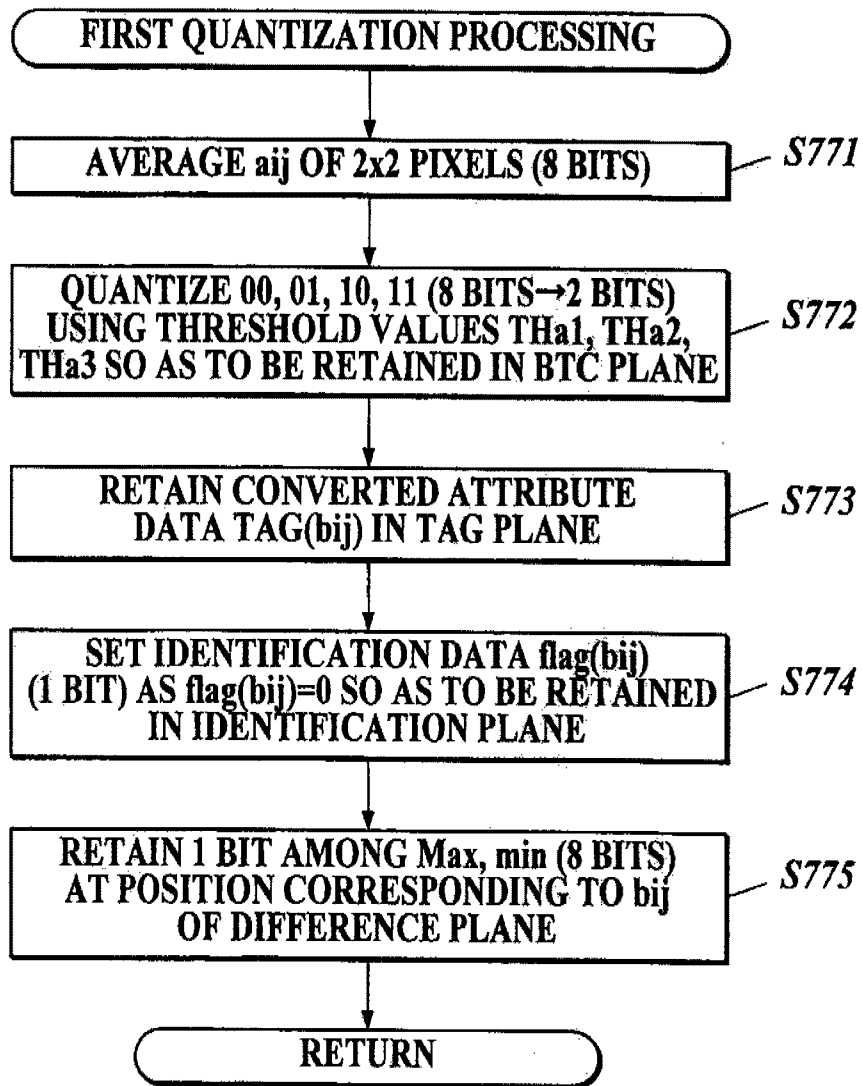 FIRST QUANTIZATION PROCESSING
AVERAGE aij OF 2x2 PIXELS (8 BITS)
S771
QUANTIZE 00, 01, 10, 11 (8 BITS→2 BITS)
USING THRESHOLD VALUES THa1, THa2,
THa3 SO AS TO BE RETAINED IN BTC PLANE
S772
RETAIN CONVERTED ATTRIBUTE
DATA TAG(bij) IN TAG PLANE
S773
SET IDENTIFICATION DATA flag(bij)
(1 BIT) AS flag(bij)=0 SO AS TO BE RETAINED
IN IDENTIFICATION PLANE
S774
RETAIN 1 BIT AMONG Max, min (8 BITS)
AT POSITION CORRESPONDING TO bij
OF DIFFERENCE PLANE
S775
RETURN